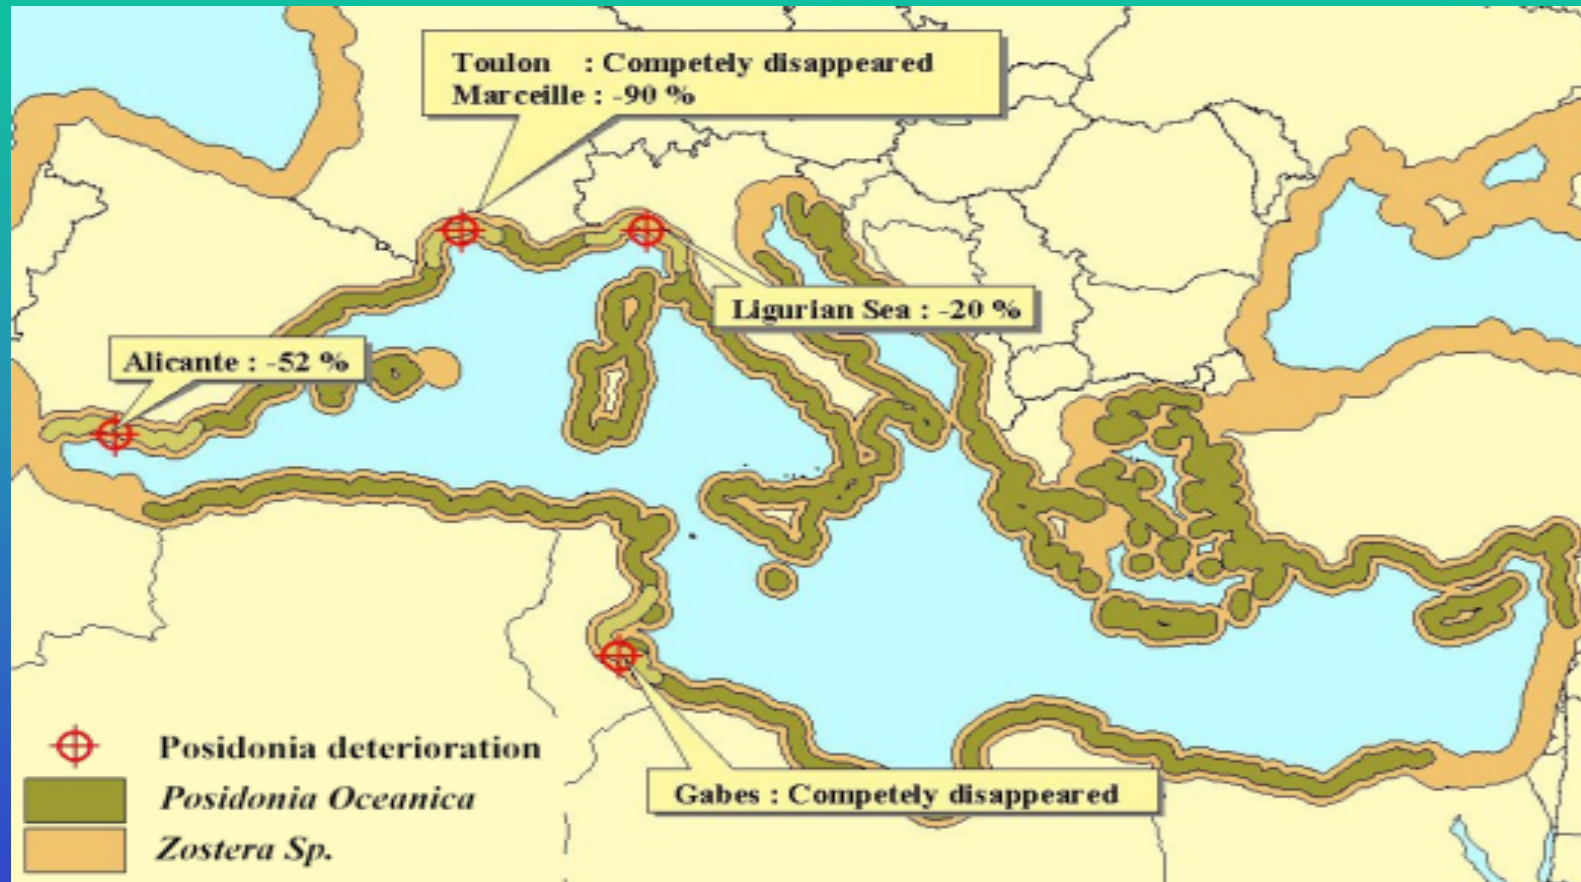 Toulon : Competely disappeared
Marceille : -90 %
Ligurian Sea : -20 %
Alicante : -52 %
Gabes : Competely disappeared
Posidonia deterioration
Posidonia Oceanica
Zostera Sp.